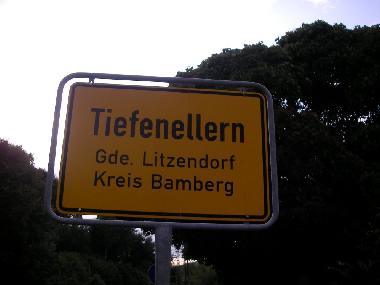 Tiefenellern
Gde. Litzendorf
Kreis Bamberg